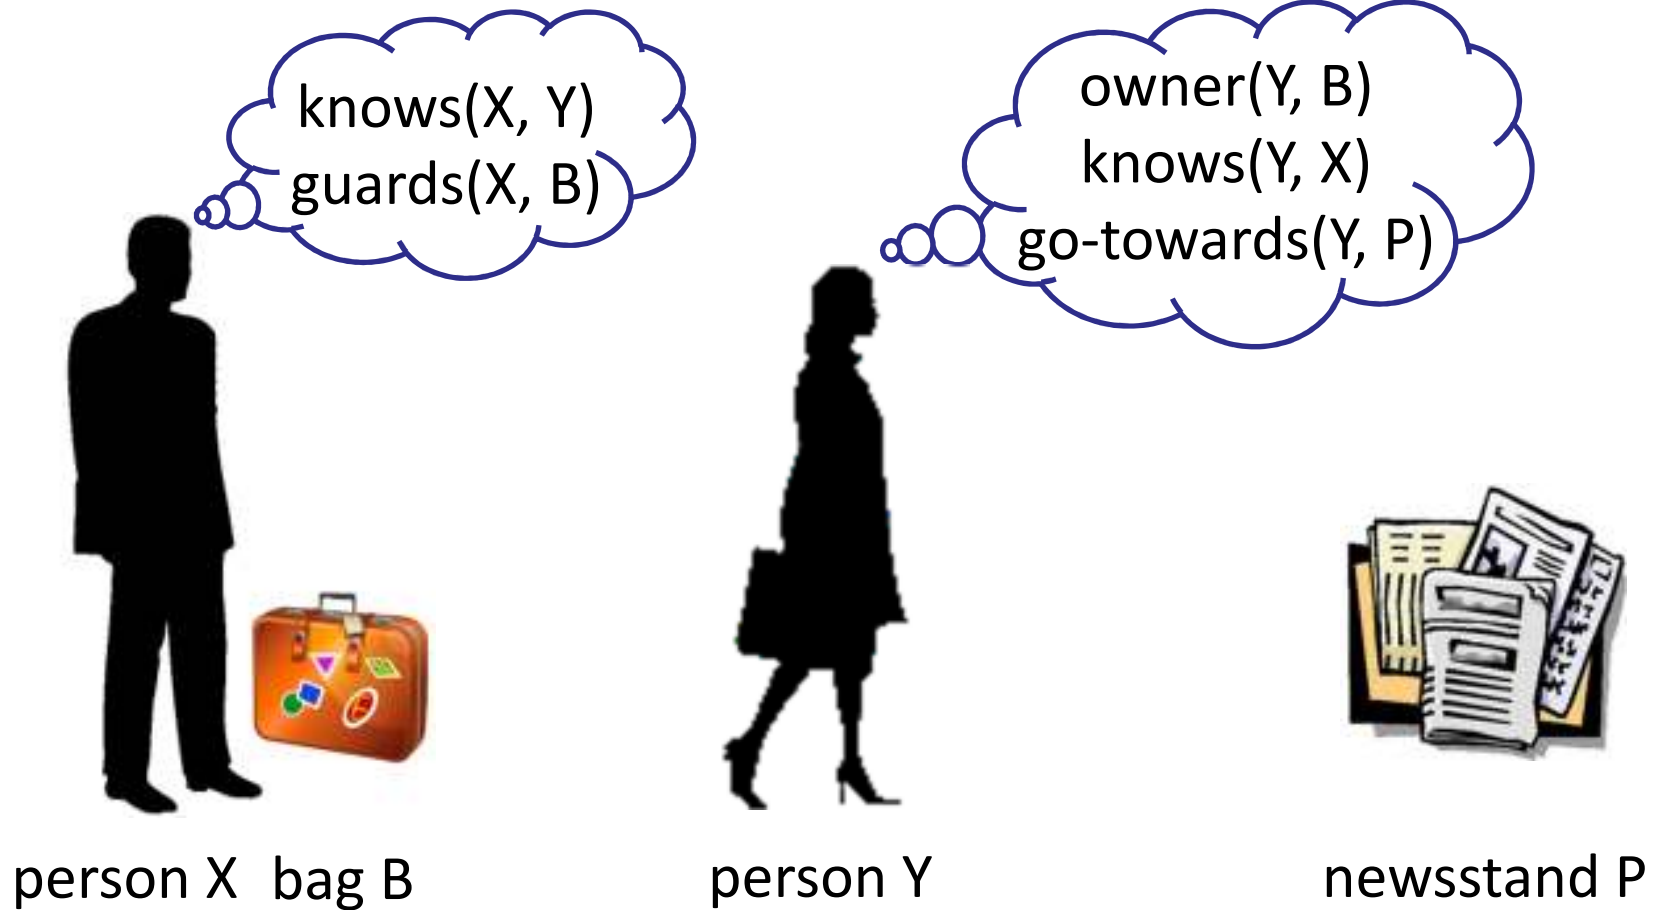 knows(X, Y)
guards(X, B)
owner(Y, B)
knows(Y, X)
go-towards(Y, P)
person X
bag B
person Y
newsstand P